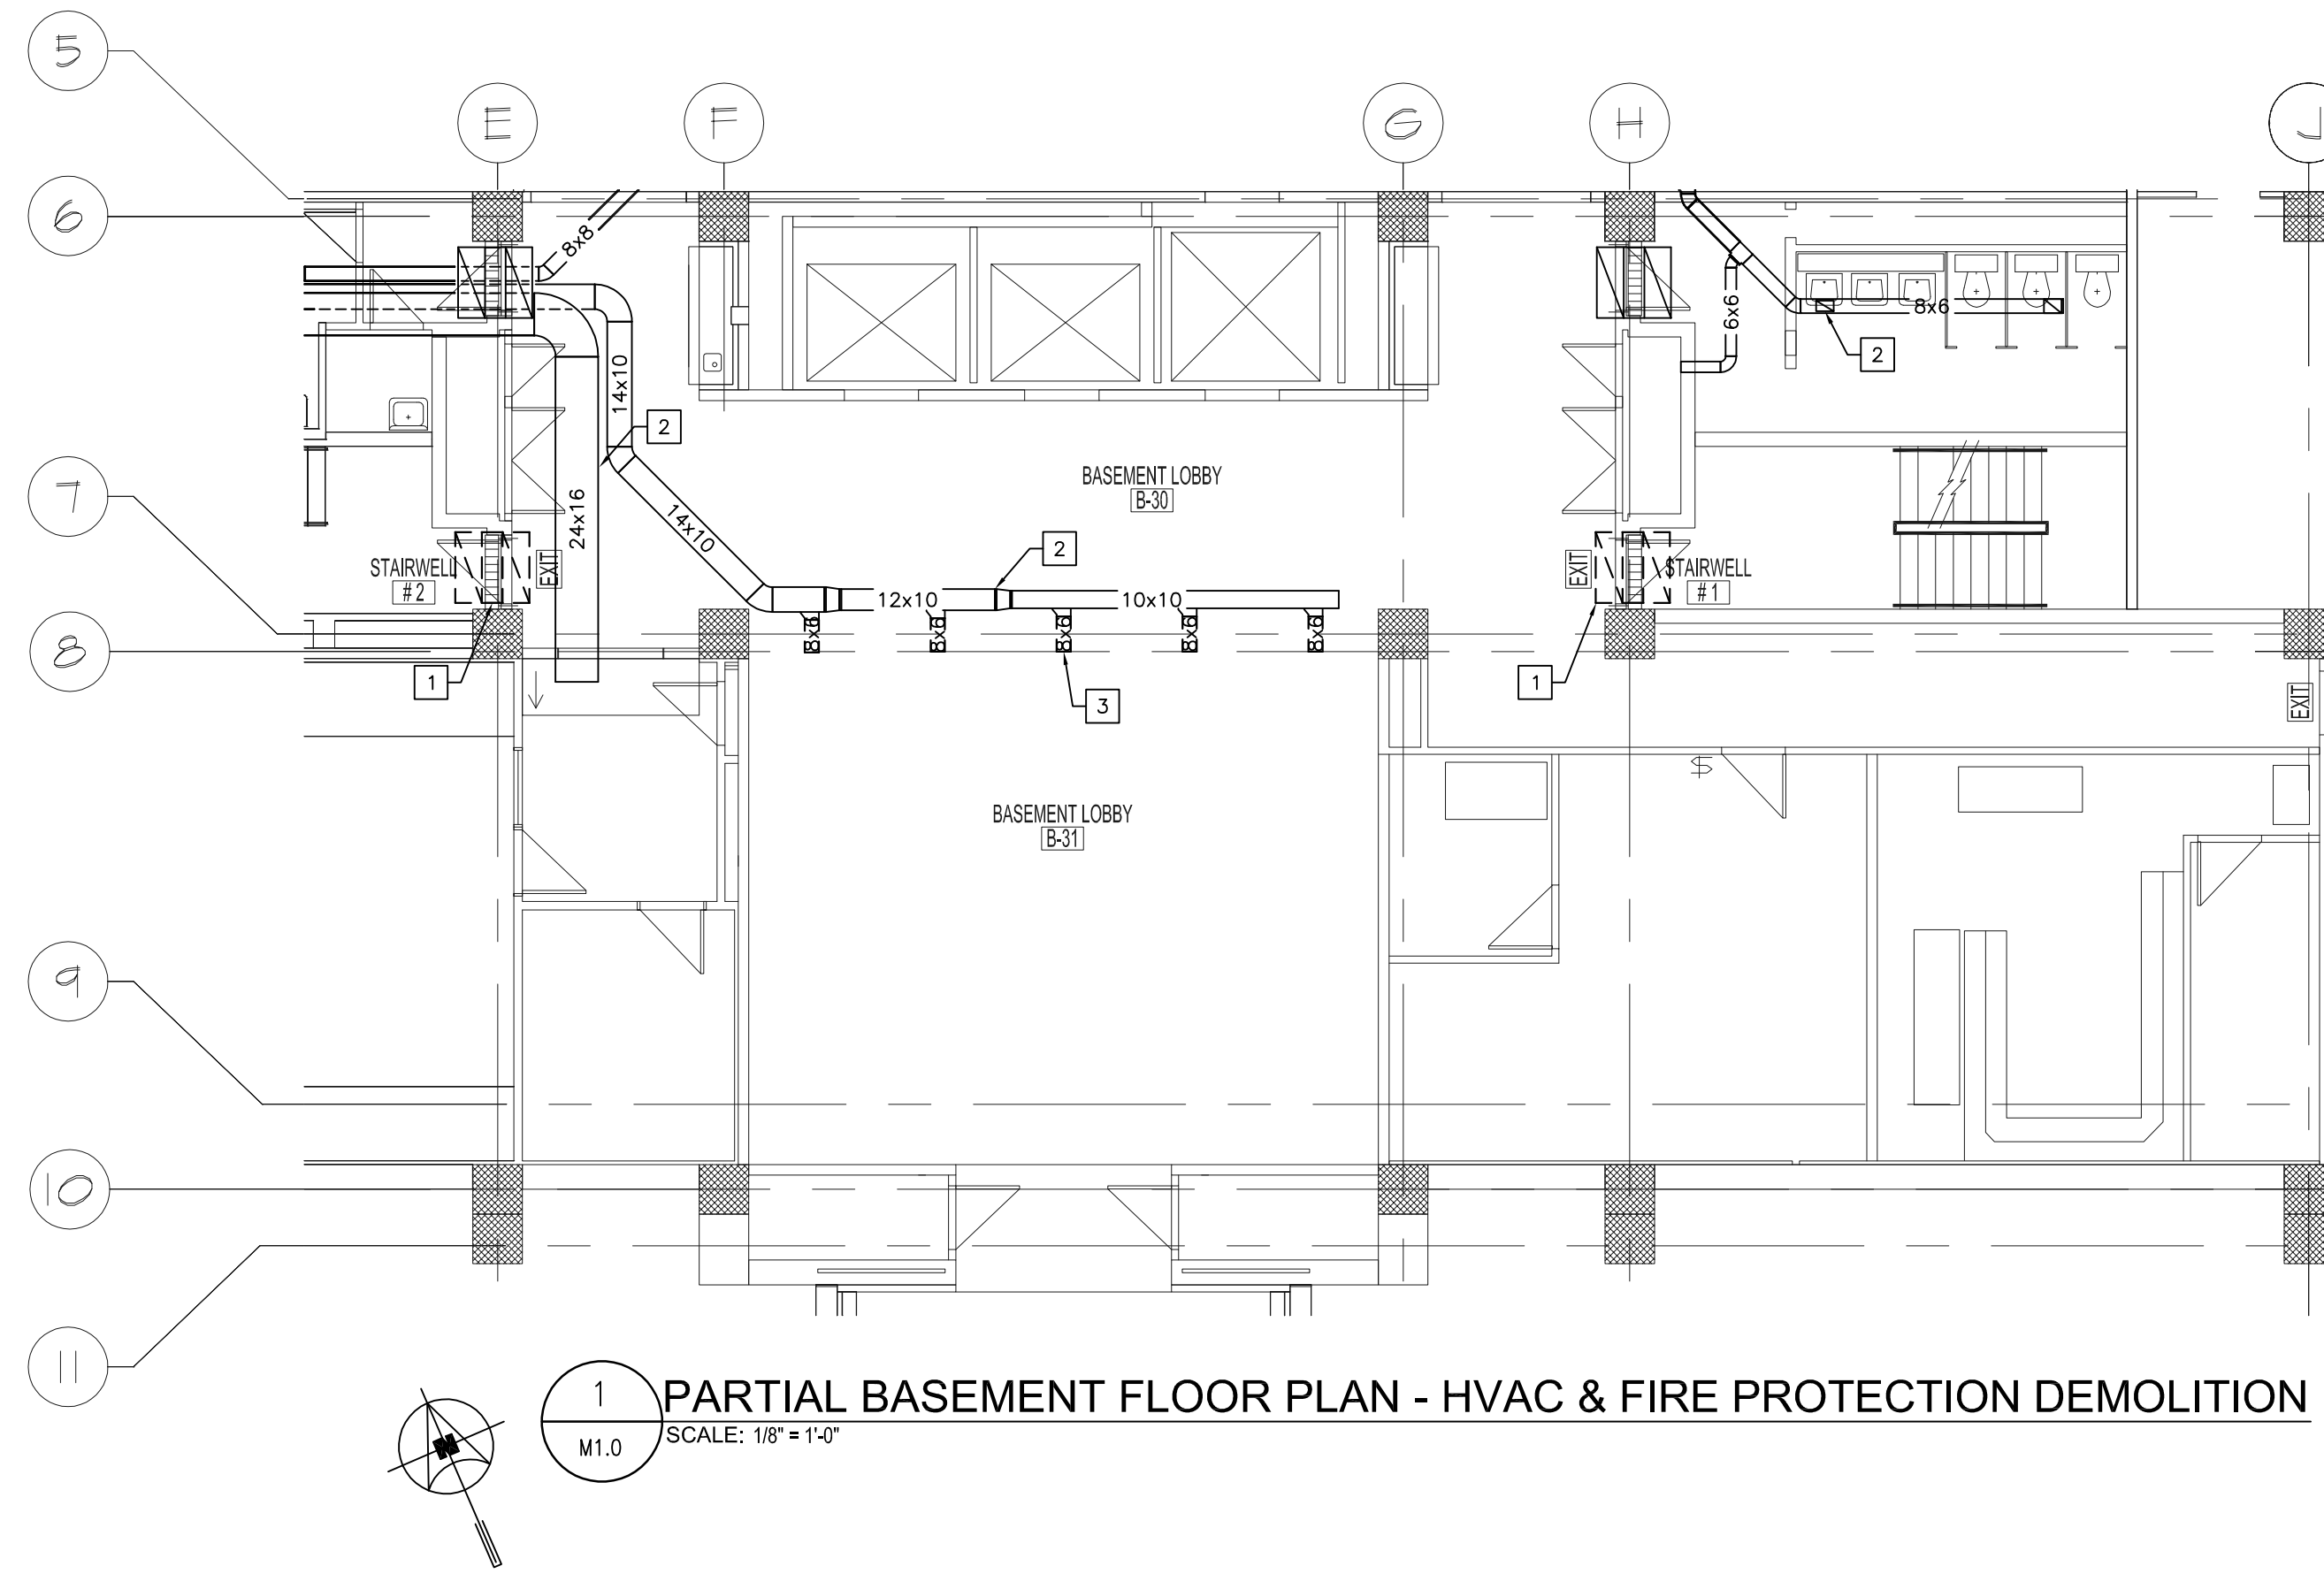 5
E
F
G
H
J
6
8x8
6x6
8x6
14x10
2
2
BASEMENT LOBBY
B-30
7
24x16
14x10
2
EXIT
EXIT
STAIRWELL
#2
STAIRWELL
#1
12x10
10x10
8x6
8x6
8x6
8x6
8x6
8
1
3
1
EXIT
$
BASEMENT LOBBY
B-31
9
10
11
1
M1.0
PARTIAL BASEMENT FLOOR PLAN - HVAC & FIRE PROTECTION DEMOLITION
SCALE: 1/8" = 1'-0"
N